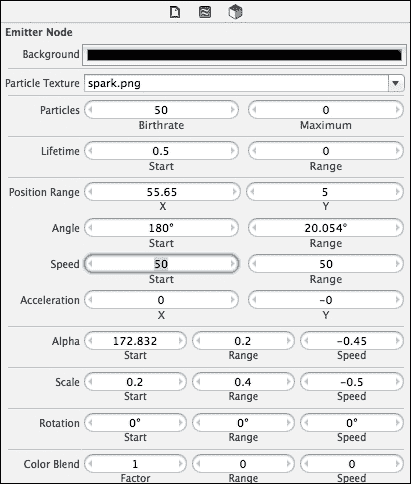 Emitter Node
Background
Particle Texture spark.png
Particles 50 0
Birthrate Maximum
Lifetime 0.5 0
Start Range
Position Range 55.65 5
X Y
Angle 180° 20.054°
Start Range
Speed 50 50
Start Range
Acceleration 0 -0
X Y
Alpha 172.832 0.2 -0.45
Start Range Speed
Scale 0.2 0.4 -0.5
Start Range Speed
Rotation 0° 0° 0°
Start Range Speed
Color Blend 1 0 0
Factor Range Speed